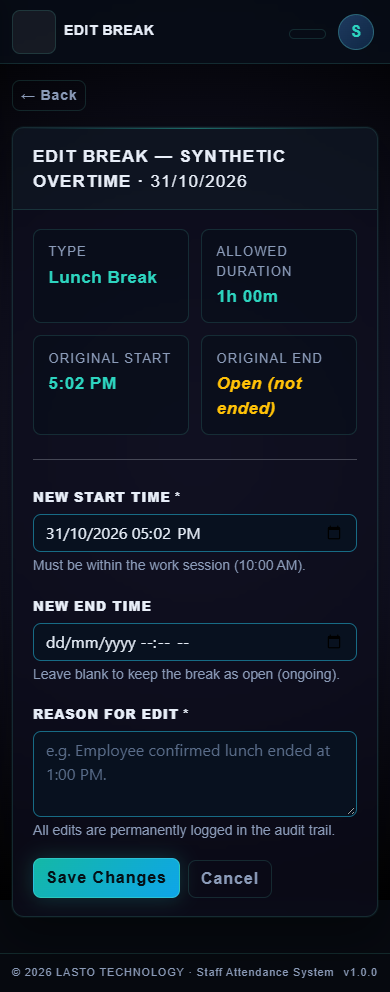 EDIT BREAK
S
← Back
EDIT BREAK — SYNTHETIC
OVERTIME · 31/10/2026
TYPE
Lunch Break
ALLOWED
DURATION
1h 00m
ORIGINAL START
5:02 PM
ORIGINAL END
Open (not
ended)
NEW START TIME *
31/10/2026 05:02 PM
Must be within the work session (10:00 AM).
NEW END TIME
dd/mm/yyyy --:-- --
Leave blank to keep the break as open (ongoing).
REASON FOR EDIT *
e.g. Employee confirmed lunch ended at
1:00 PM.
All edits are permanently logged in the audit trail.
Save Changes
Cancel
© 2026 LASTO TECHNOLOGY · Staff Attendance System v1.0.0